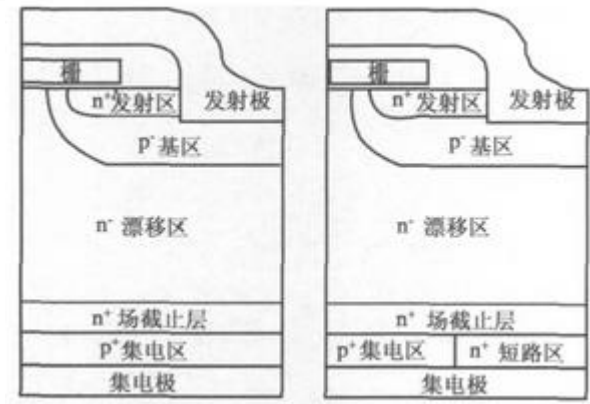 栅
n⁺发射区
发射极
p⁻基区
n⁻ 漂移区
n⁺ 场截止层
p⁺集电区
集电极
栅
n⁺ 发射区
发射极
p⁻ 基区
n⁻ 漂移区
n⁺ 场截止层
p⁺集电区
n⁺ 短路区
集电极